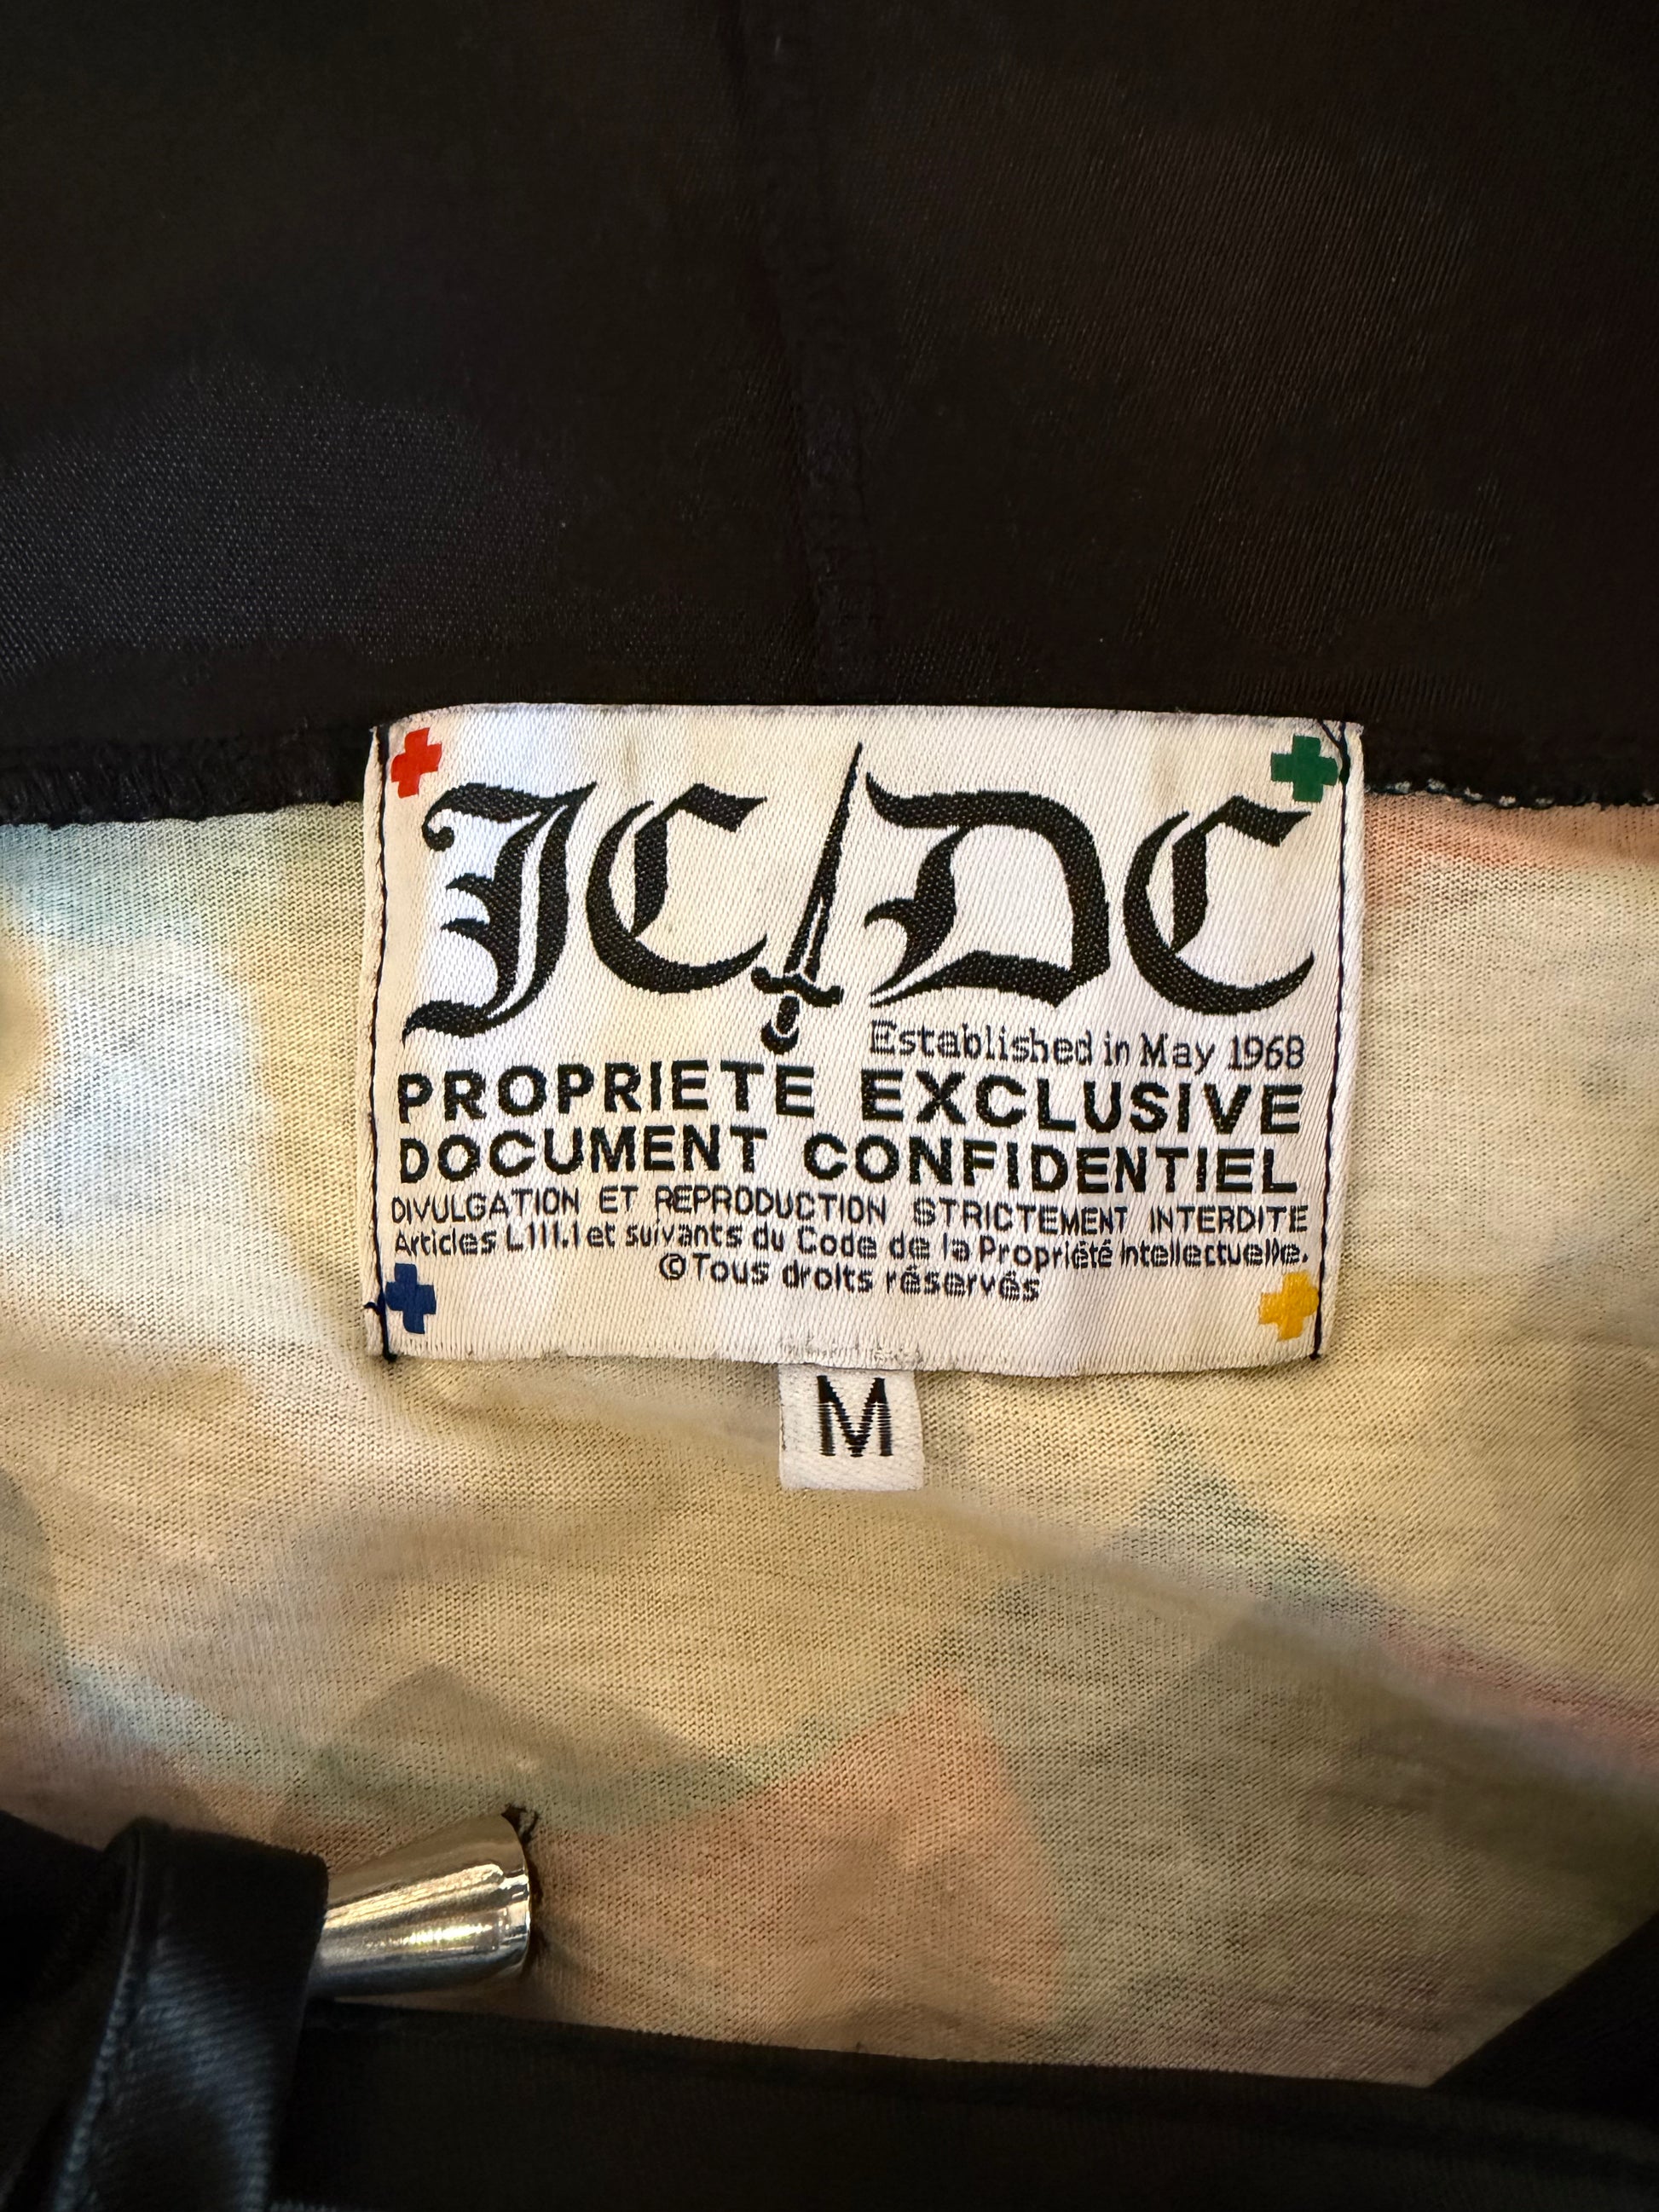 JC/DC
Established in May 1968
PROPRIETE EXCLUSIVE
DOCUMENT CONFIDENTIEL
DIVULGATION ET REPRODUCTION STRICTEMENT INTERDITE
Articles L111.1 et suivants du Code de la Propriété Intellectuelle.
©Tous droits réservés
M